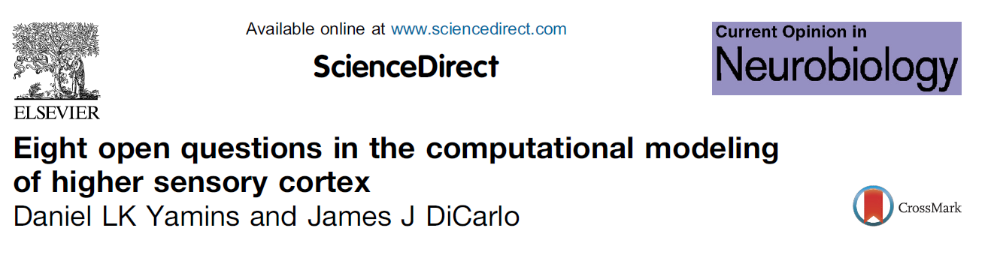 Available online at www.sciencedirect.com
ScienceDirect
ELSEVIER
Current Opinion in
Neurobiology
Eight open questions in the computational modeling
of higher sensory cortex
Daniel LK Yamins and James J DiCarlo
CrossMark